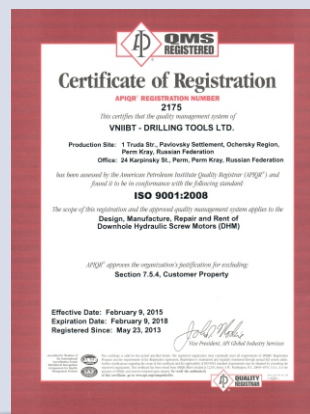 QMS
REGISTERED
Certificate of Registration
APIQR® REGISTRATION NUMBER
2175
This certifies that the quality management system of
VNIIBT - DRILLING TOOLS LTD.
Production Site: 1 Truda Str., Pavlovsky Settlement, Ochersky Region,
Perm Kray, Russian Federation
Office: 24 Karpinsky St., Perm, Perm Kray, Russian Federation
has been assessed by the American Petroleum Institute Quality Registrar (APIQR®) and
found it to be in conformance with the following standard
ISO 9001:2008
The scope of this registration and the approved quality management system applies to the
Design, Manufacture, Repair and Rent of
Downhole Hydraulic Screw Motors (DHM)
APIQR® approves the organization's justification for excluding:
Section 7.5.4, Customer Property
Effective Date: February 9, 2015
Expiration Date: February 9, 2018
Registered Since: May 23, 2013
Vice President, API Global Industry Services
QUALITY
REGISTRAR